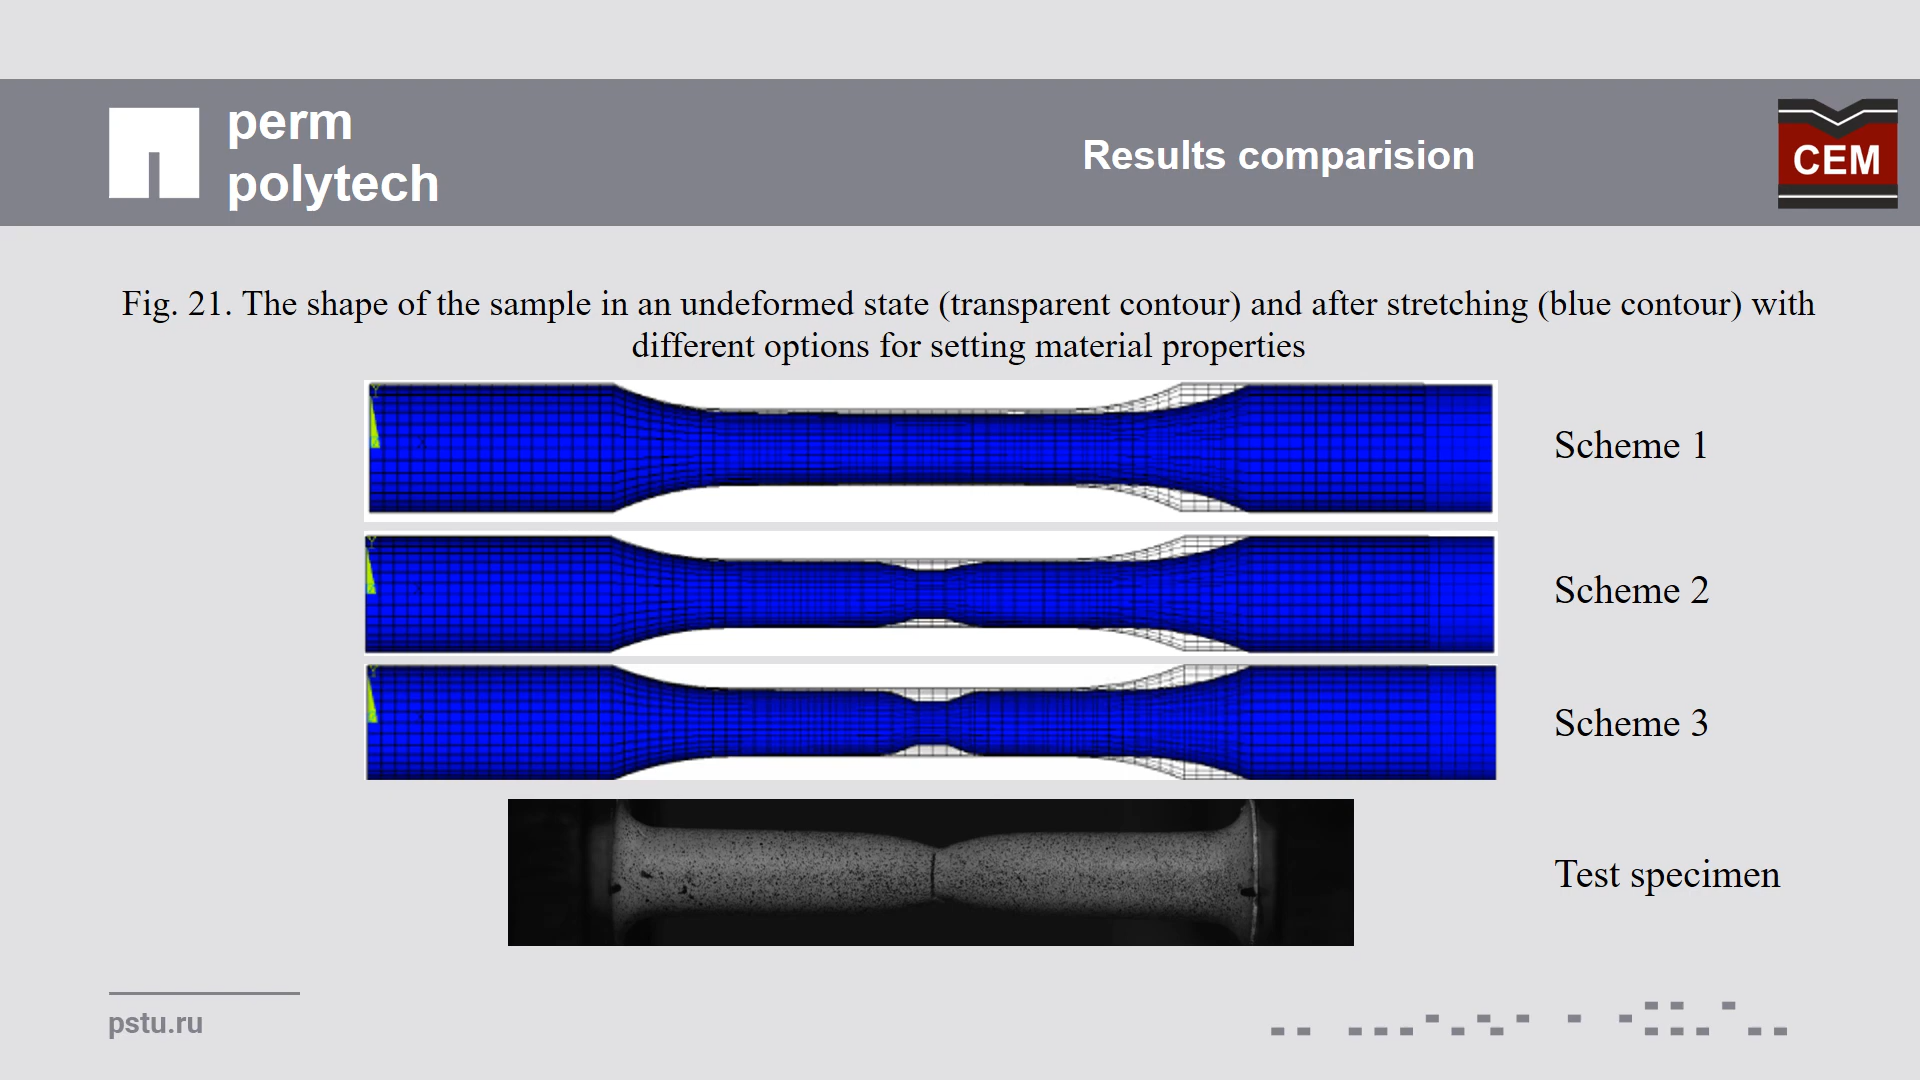 perm
polytech
Results comparision
CEM
Fig. 21. The shape of the sample in an undeformed state (transparent contour) and after stretching (blue contour) with
different options for setting material properties
Scheme 1
Scheme 2
Scheme 3
Test specimen
pstu.ru